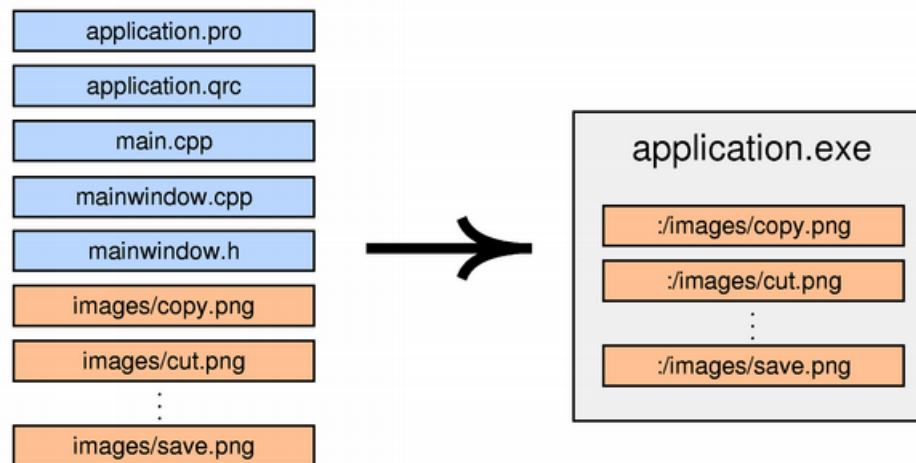 application.pro
application.qrc
main.cpp
mainwindow.cpp
mainwindow.h
images/copy.png
images/cut.png
images/save.png
application.exe
:/images/copy.png
:/images/cut.png
:/images/save.png